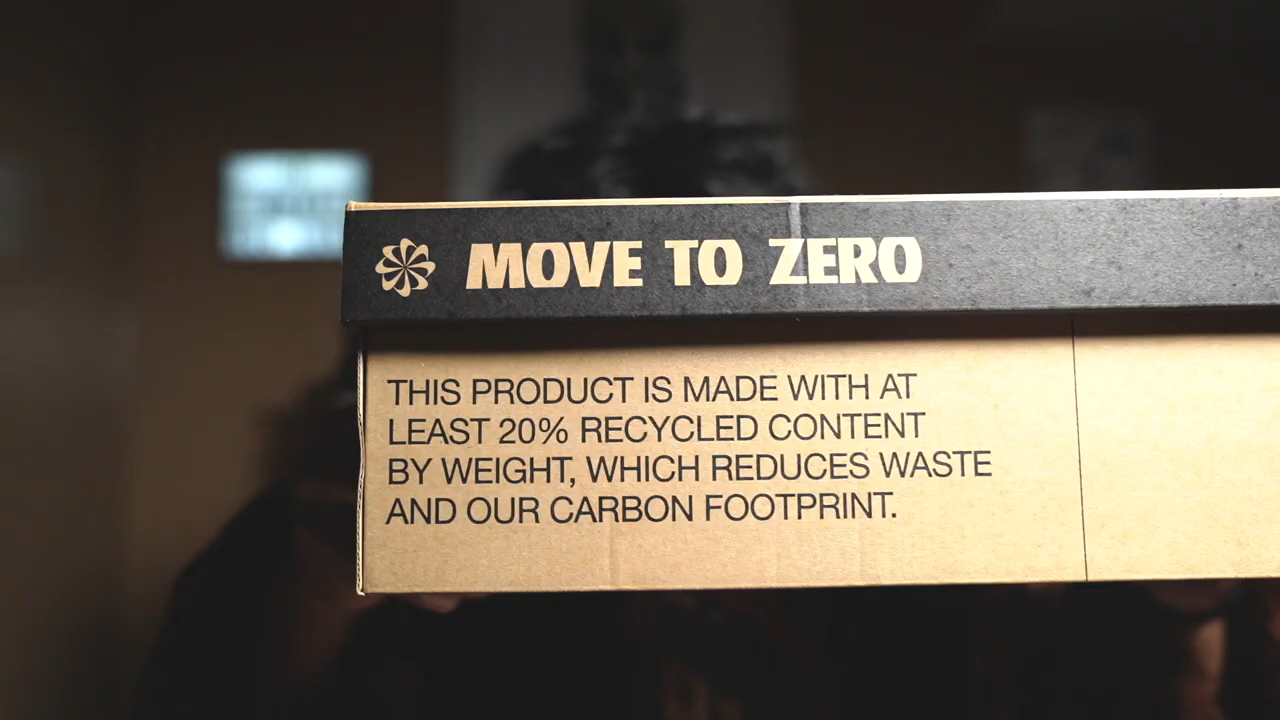 MOVE TO ZERO
THIS PRODUCT IS MADE WITH AT
LEAST 20% RECYCLED CONTENT
BY WEIGHT, WHICH REDUCES WASTE
AND OUR CARBON FOOTPRINT.